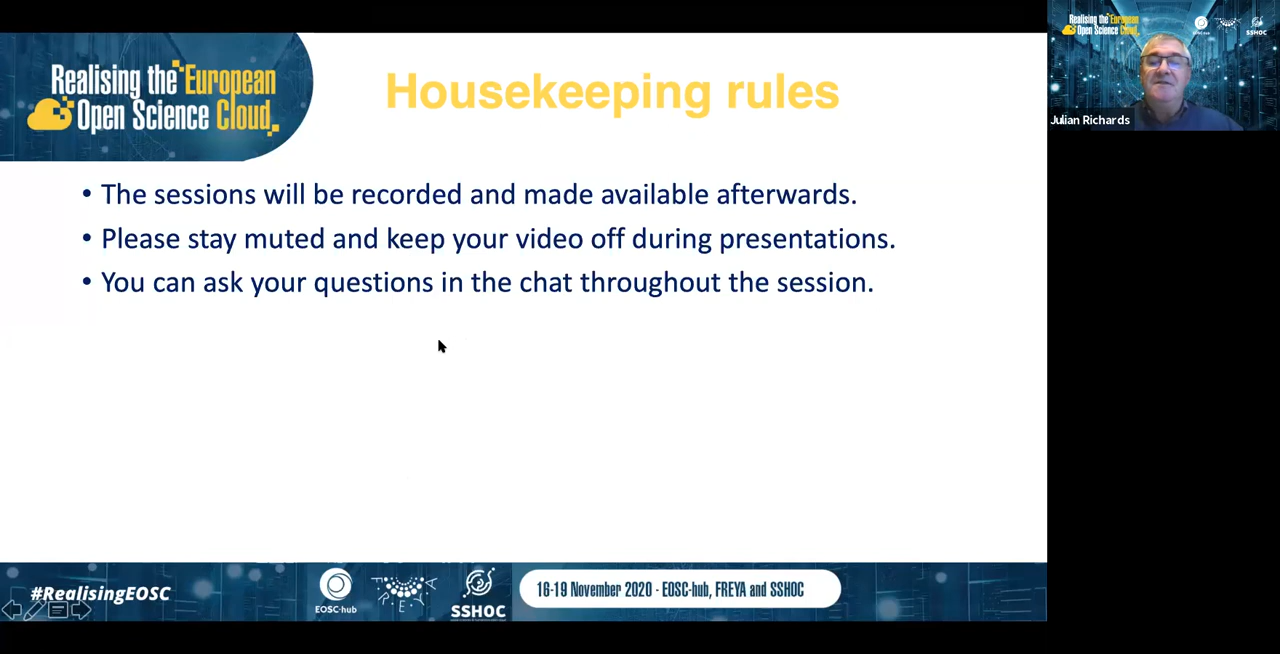 Realising the European
Open Science Cloud
Housekeeping rules
• The sessions will be recorded and made available afterwards.
• Please stay muted and keep your video off during presentations.
• You can ask your questions in the chat throughout the session.
#RealisingEOSC
EOSC-hub
FREYA
SSHOC
16-19 November 2020 - EOSC-hub, FREYA and SSHOC
Realising the European
Open Science Cloud
SSHOC
Julian Richards